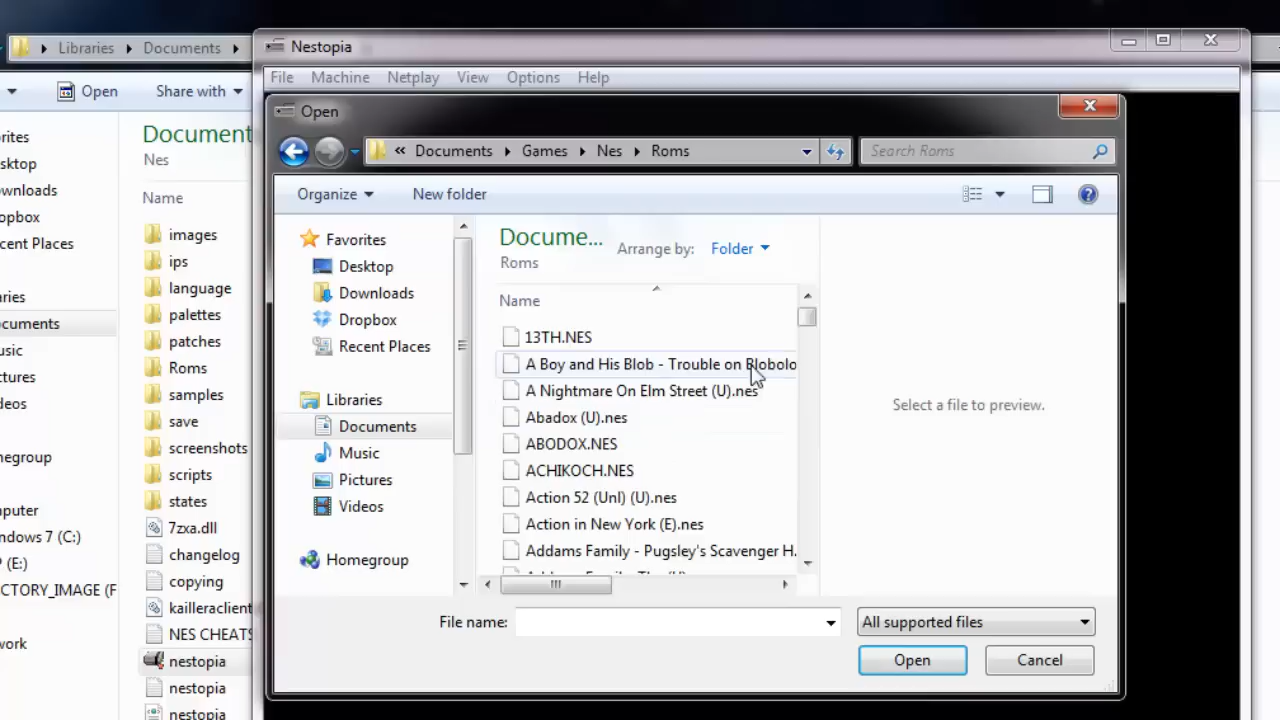 Libraries Documents
Open Share with
Document
Nes
Name
images
ips
language
palettes
patches
Roms
samples
save
screenshots
scripts
states
7zxa.dll
changelog
copying
kailleraclient
NES CHEATS
nestopia
nestopia
nestopia
rites
sktop
ownloads
opbox
cent Places
ries
cuments
usic
ctures
deos
omegroup
mputer
ndows 7 (C:)
P (E:)
CTORY_IMAGE (F
work
Nestopia
File Machine Netplay View Options Help
Open
« Documents Games Nes Roms
Search Roms
Organize New folder
Favorites
Desktop
Downloads
Dropbox
Recent Places
Libraries
Documents
Music
Pictures
Videos
Homegroup
Docume...
Roms
Arrange by: Folder
Name
13TH.NES
A Boy and His Blob - Trouble on Blobolo
A Nightmare On Elm Street (U).nes
Abadox (U).nes
ABODOX.NES
ACHIKOCH.NES
Action 52 (Unl) (U).nes
Action in New York (E).nes
Addams Family - Pugsley's Scavenger H.
Select a file to preview.
File name:
All supported files
Open Cancel